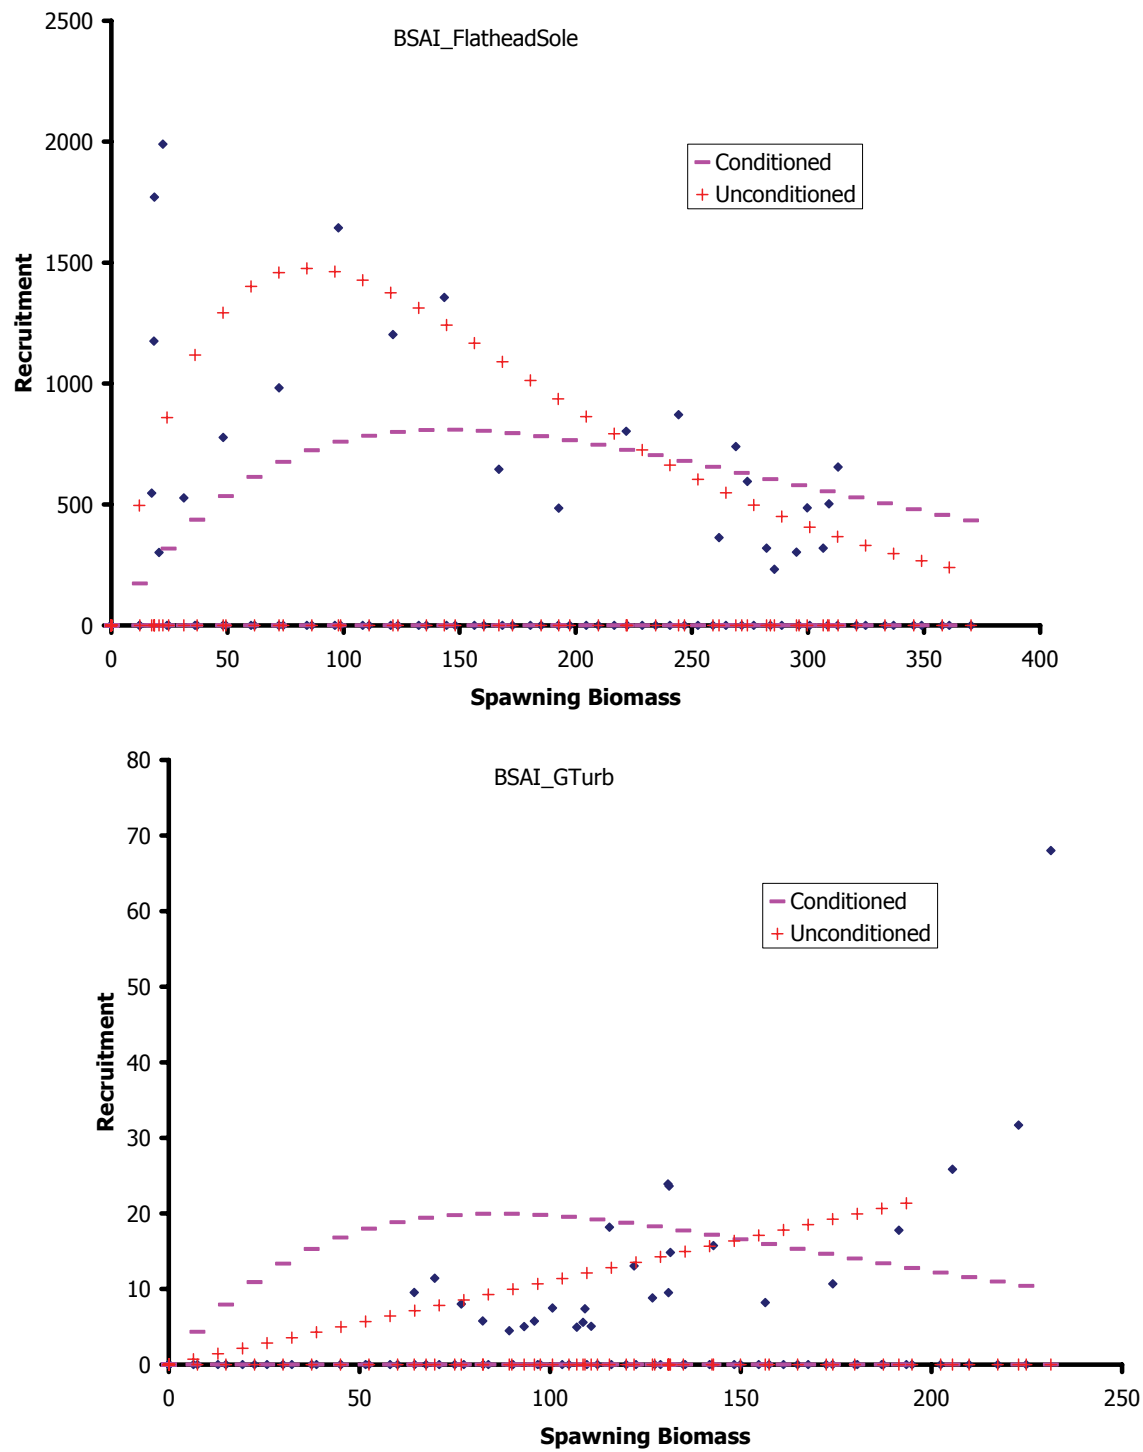 BSAI_FlatheadSole
2500
2000
1500
1000
500
0
Recruitment
Conditioned
Unconditioned
0 50 100 150 200 250 300 350 400
Spawning Biomass
BSAI_GTurb
80
70
60
50
40
30
20
10
0
Recruitment
Conditioned
Unconditioned
0 50 100 150 200 250
Spawning Biomass